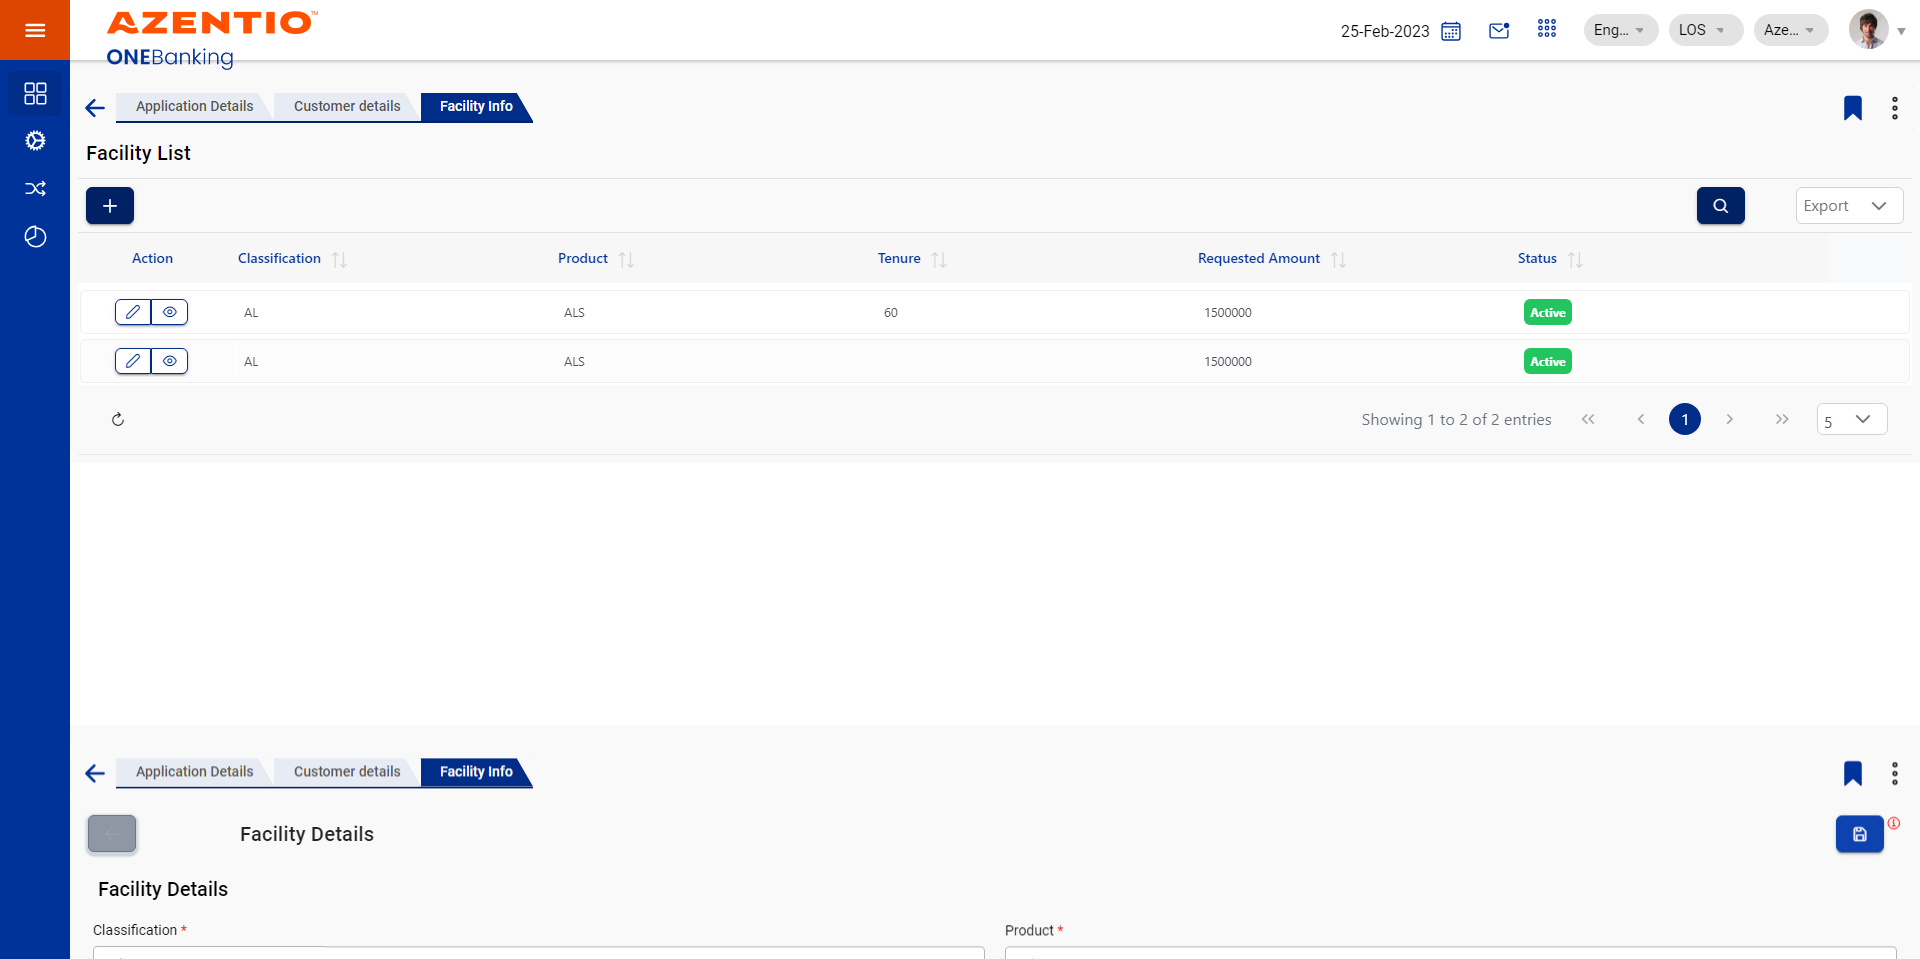 AZENTIO™
ONEBanking
25-Feb-2023
Eng...
LOS
Aze...
Application Details
Customer details
Facility Info
Facility List
Export
Action
Classification
Product
Tenure
Requested Amount
Status
AL
ALS
60
1500000
Active
AL
ALS
1500000
Active
Showing 1 to 2 of 2 entries
1
5
Application Details
Customer details
Facility Info
Facility Details
Facility Details
Classification *
Product *